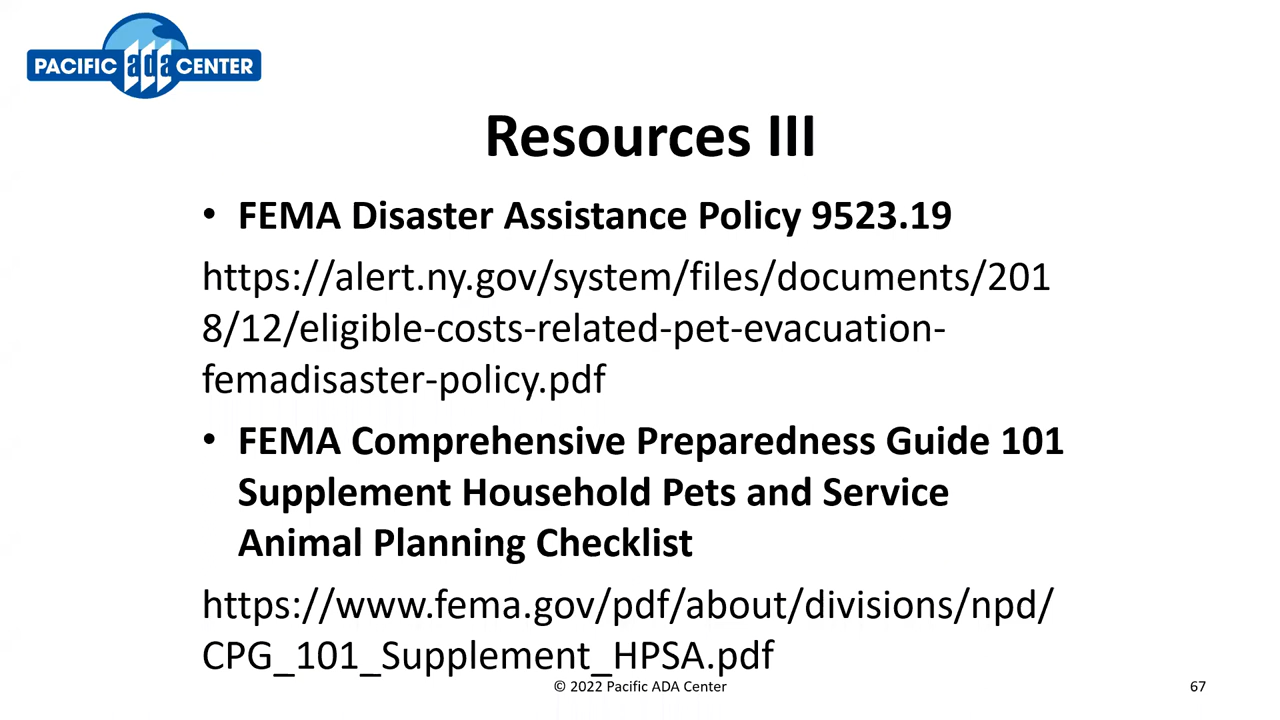 PACIFIC ada CENTER
Resources III
• FEMA Disaster Assistance Policy 9523.19
https://alert.ny.gov/system/files/documents/201
8/12/eligible-costs-related-pet-evacuation-
femadisaster-policy.pdf
• FEMA Comprehensive Preparedness Guide 101
Supplement Household Pets and Service
Animal Planning Checklist
https://www.fema.gov/pdf/about/divisions/npd/
CPG_101_Supplement_HPSA.pdf
© 2022 Pacific ADA Center
67